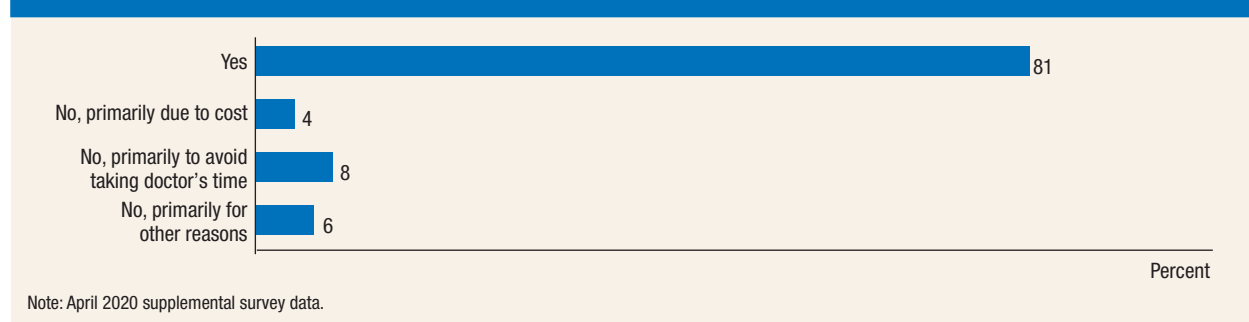 Yes
81
No, primarily due to cost
4
No, primarily to avoid
taking doctor's time
8
No, primarily for
other reasons
6
Percent
Note: April 2020 supplemental survey data.